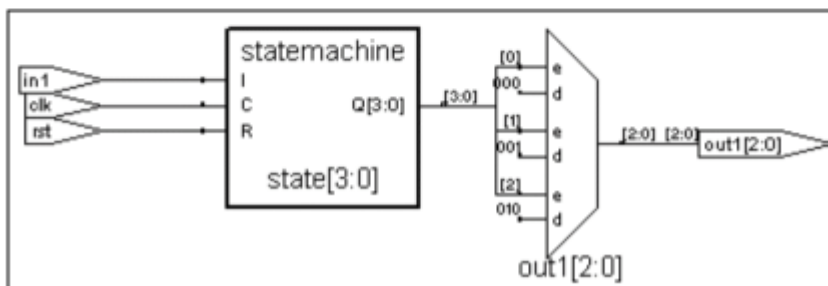 statemachine
in1
clk
rst
I
C
R
Q[3:0]
state[3:0]
[3:0]
[0]
e
000
d
[1]
e
001
d
[2]
e
010
d
out1[2:0]
[2:0] [2:0]
out1[2:0]